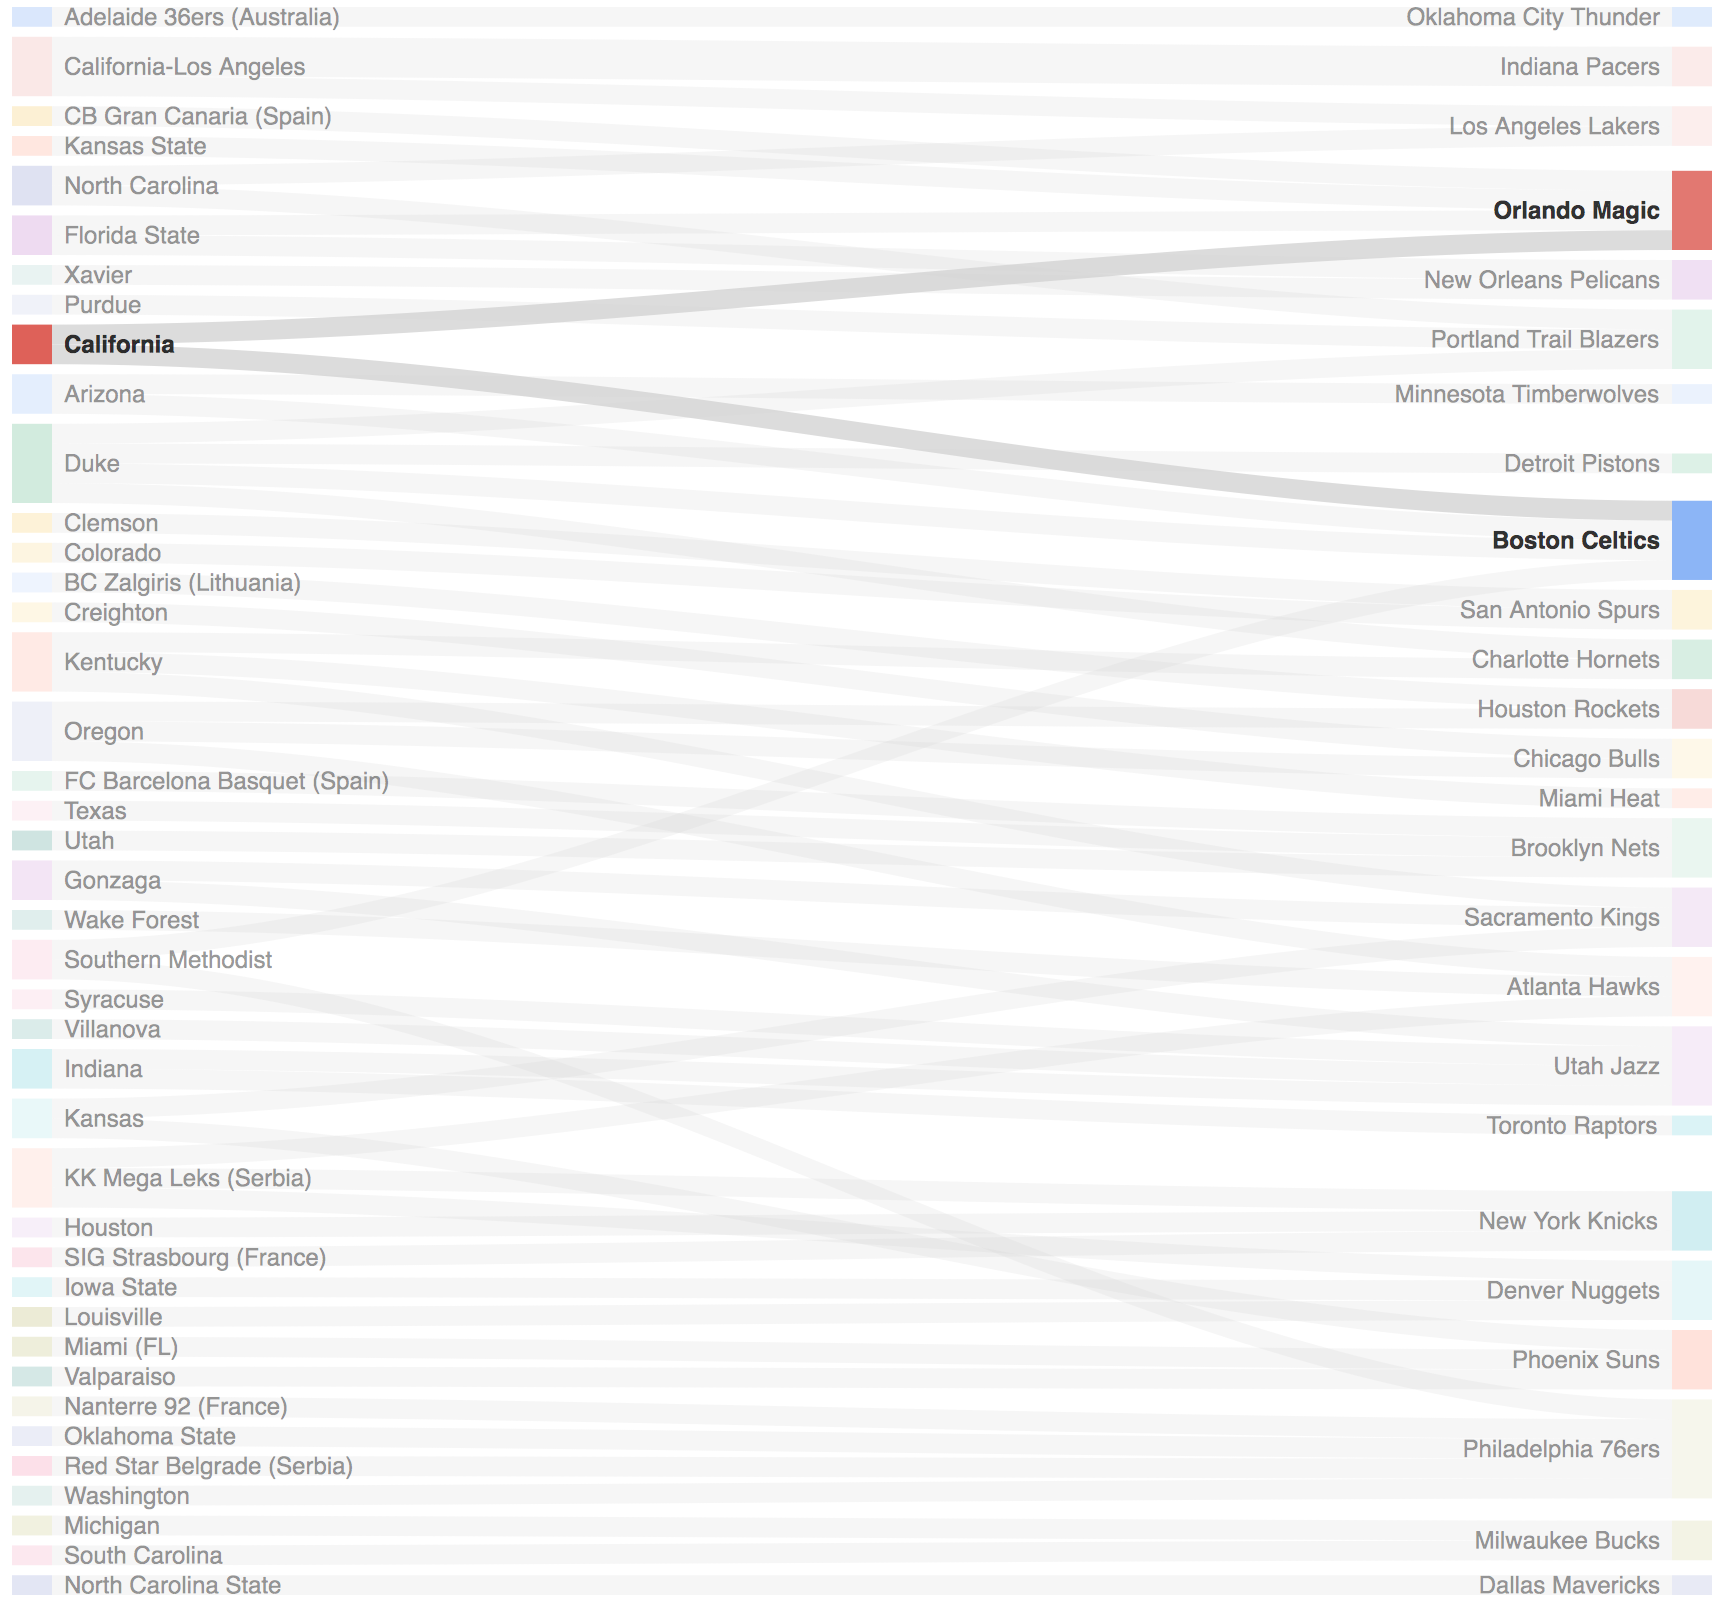 Adelaide 36ers (Australia)
California-Los Angeles
CB Gran Canaria (Spain)
Kansas State
North Carolina
Florida State
Xavier
Purdue
California
Arizona
Duke
Clemson
Colorado
BC Zalgiris (Lithuania)
Creighton
Kentucky
Oregon
FC Barcelona Basquet (Spain)
Texas
Utah
Gonzaga
Wake Forest
Southern Methodist
Syracuse
Villanova
Indiana
Kansas
KK Mega Leks (Serbia)
Houston
SIG Strasbourg (France)
Iowa State
Louisville
Miami (FL)
Valparaiso
Nanterre 92 (France)
Oklahoma State
Red Star Belgrade (Serbia)
Washington
Michigan
South Carolina
North Carolina State
Oklahoma City Thunder
Indiana Pacers
Los Angeles Lakers
Orlando Magic
New Orleans Pelicans
Portland Trail Blazers
Minnesota Timberwolves
Detroit Pistons
Boston Celtics
San Antonio Spurs
Charlotte Hornets
Houston Rockets
Chicago Bulls
Miami Heat
Brooklyn Nets
Sacramento Kings
Atlanta Hawks
Utah Jazz
Toronto Raptors
New York Knicks
Denver Nuggets
Phoenix Suns
Philadelphia 76ers
Milwaukee Bucks
Dallas Mavericks